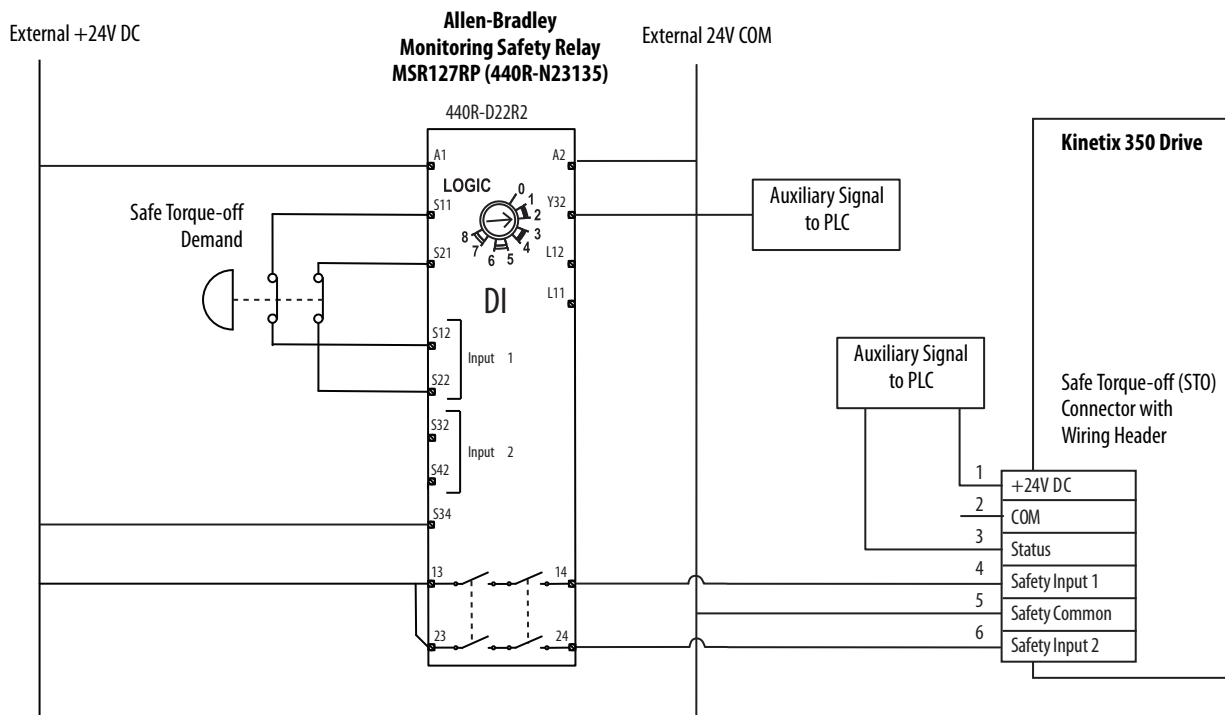 External +24V DC
Allen-Bradley
Monitoring Safety Relay
MSR127RP (440R-N23135)
External 24V COM
440R-D22R2
Kinetix 350 Drive
A1
A2
LOGIC
0
1
2
3
4
5
6
7
8
Safe Torque-off
Demand
S11
Y32
Auxiliary Signal
to PLC
S21
L12
DI
L11
S12
Input 1
S22
Auxiliary Signal
to PLC
Safe Torque-off (STO)
Connector with
Wiring Header
S32
Input 2
S42
S34
1 +24V DC
2 COM
3 Status
13
14
4 Safety Input 1
5 Safety Common
23
24
6 Safety Input 2